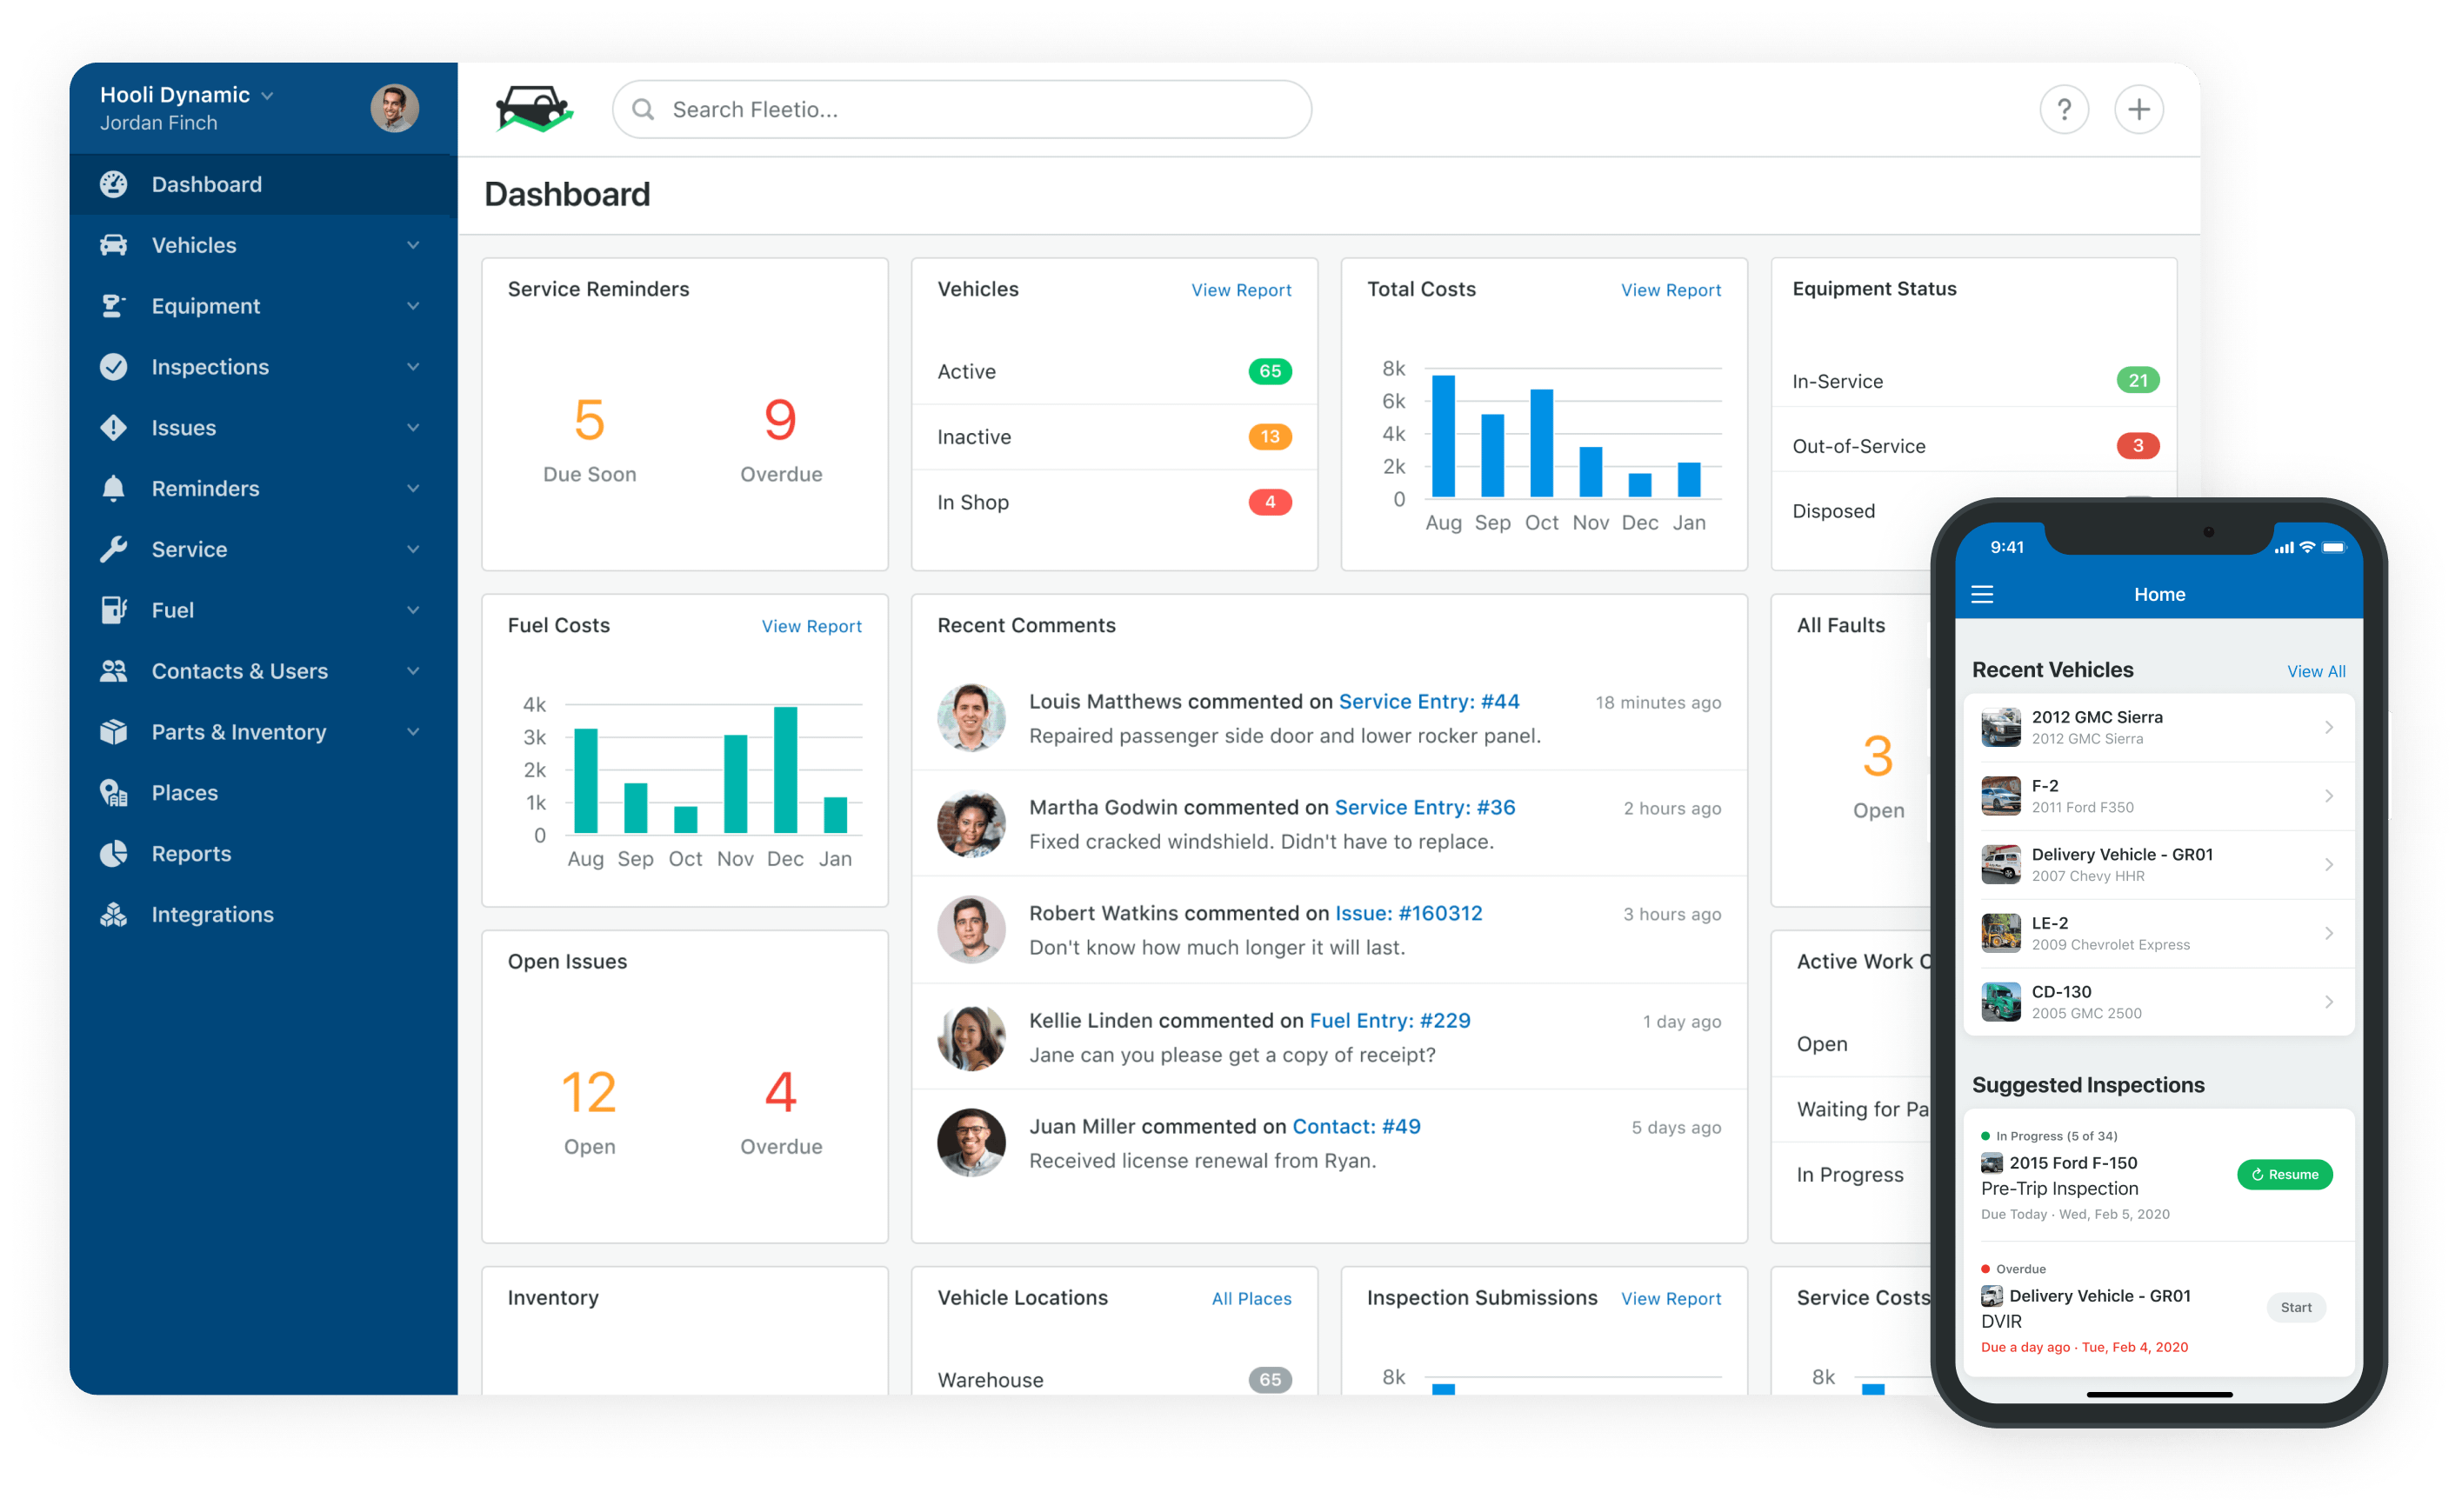 Hooli Dynamic
Jordan Finch
Dashboard
Vehicles
Equipment
Inspections
Issues
Reminders
Service
Fuel
Contacts & Users
Parts & Inventory
Places
Reports
Integrations
Search Fleetio...
?
Dashboard
Service Reminders
5 9
Due Soon Overdue
Vehicles View Report
Active 65
Inactive 13
In Shop 4
Total Costs View Report
8k
6k
4k
2k
0
Aug Sep Oct Nov Dec Jan
Equipment Status
In-Service 21
Out-of-Service 3
Disposed
Fuel Costs View Report
4k
3k
2k
1k
0
Aug Sep Oct Nov Dec Jan
Recent Comments
Louis Matthews commented on Service Entry: #44 18 minutes ago
Repaired passenger side door and lower rocker panel.
Martha Godwin commented on Service Entry: #36 2 hours ago
Fixed cracked windshield. Didn't have to replace.
Robert Watkins commented on Issue: #160312 3 hours ago
Don't know how much longer it will last.
Kellie Linden commented on Fuel Entry: #229 1 day ago
Jane can you please get a copy of receipt?
Juan Miller commented on Contact: #49 5 days ago
Received license renewal from Ryan.
All Faults
3
Open
Open Issues
12 4
Open Overdue
Active Work
Open
Waiting for
In Progress
Inventory
Vehicle Locations All Places
Warehouse 65
Inspection Submissions View Report
8k
Service Costs
8k
9:41
Home
Recent Vehicles View All
2012 GMC Sierra
2012 GMC Sierra
F-2
2011 Ford F350
Delivery Vehicle - GR01
2007 Chevy HHR
LE-2
2009 Chevrolet Express
CD-130
2005 GMC 2500
Suggested Inspections
In Progress (5 of 34)
2015 Ford F-150
Resume
Pre-Trip Inspection
Due Today · Wed, Feb 5, 2020
Overdue
Delivery Vehicle - GR01
Start
DVIR
Due a day ago · Tue, Feb 4, 2020